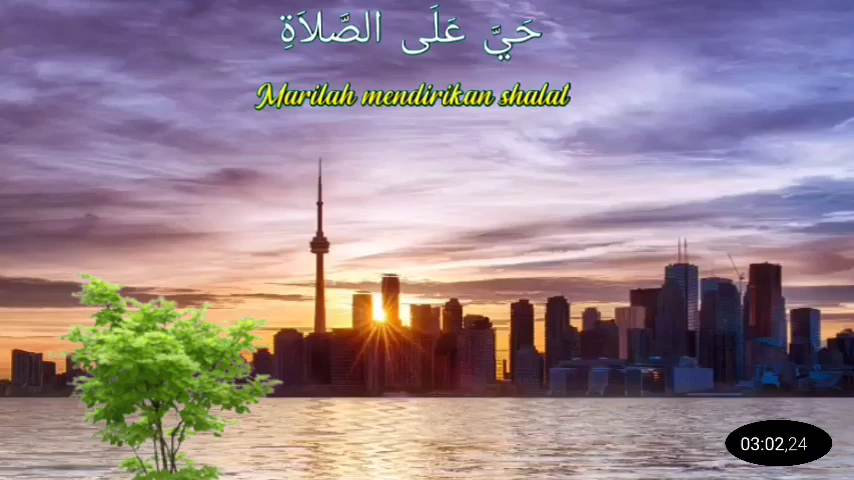 حَيَّ عَلَى الصَّلاَةِ
Marilah mendirikan shalat
03:02,24